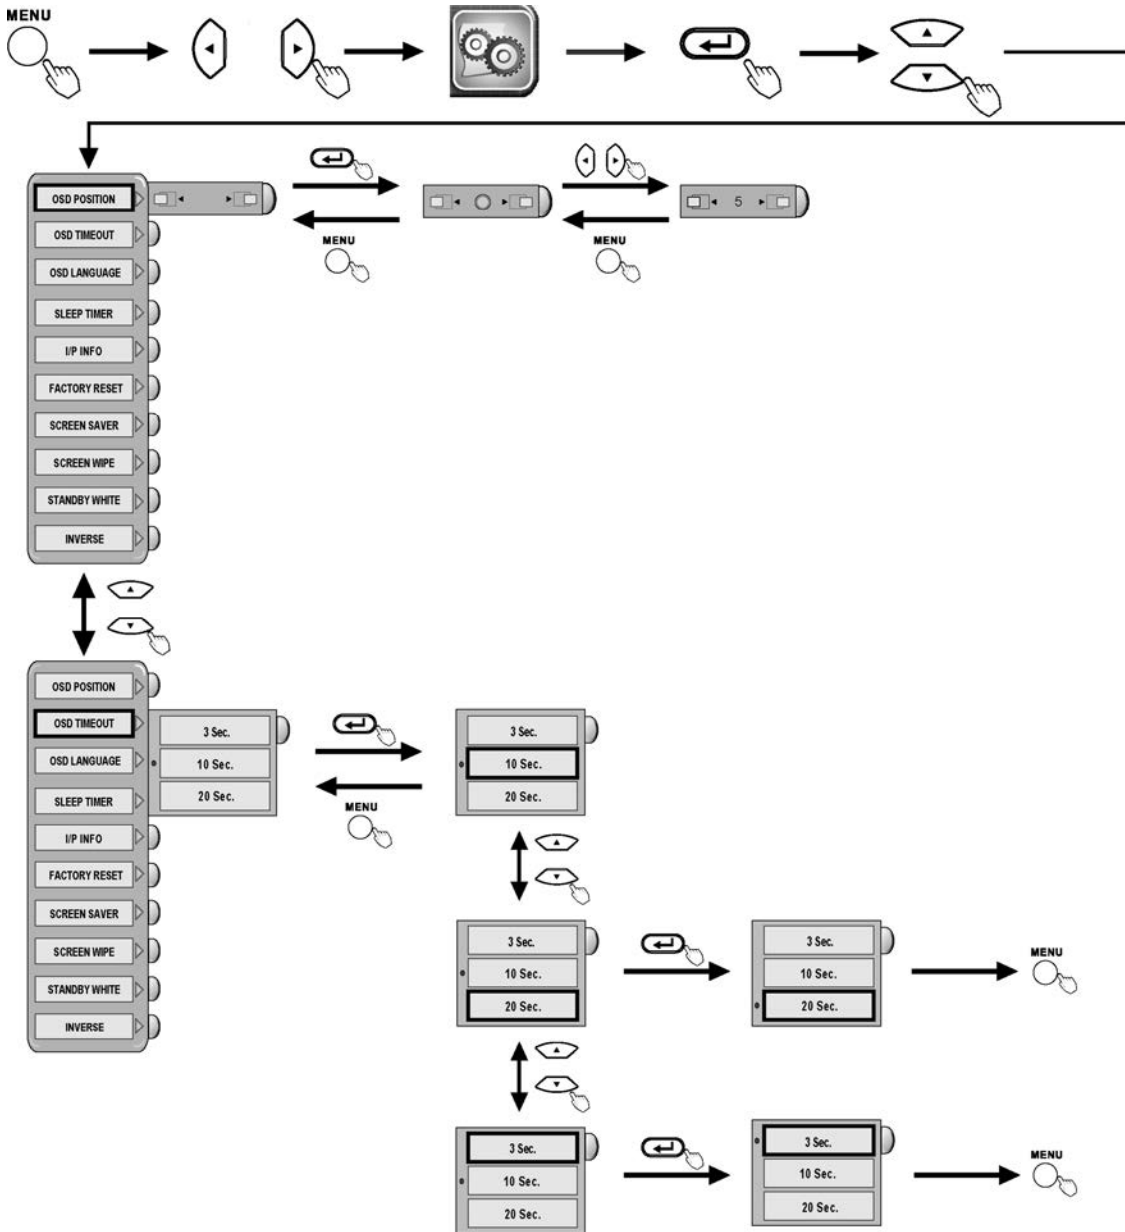 MENU
OSD POSITION
OSD TIMEOUT
OSD LANGUAGE
SLEEP TIMER
I/P INFO
FACTORY RESET
SCREEN SAVER
SCREEN WIPE
STANDBY WHITE
INVERSE
MENU
5
MENU
OSD POSITION
OSD TIMEOUT
OSD LANGUAGE
SLEEP TIMER
I/P INFO
FACTORY RESET
SCREEN SAVER
SCREEN WIPE
STANDBY WHITE
INVERSE
3 Sec.
10 Sec.
20 Sec.
MENU
3 Sec.
10 Sec.
20 Sec.
3 Sec.
10 Sec.
20 Sec.
3 Sec.
10 Sec.
20 Sec.
MENU
3 Sec.
10 Sec.
20 Sec.
3 Sec.
10 Sec.
20 Sec.
MENU